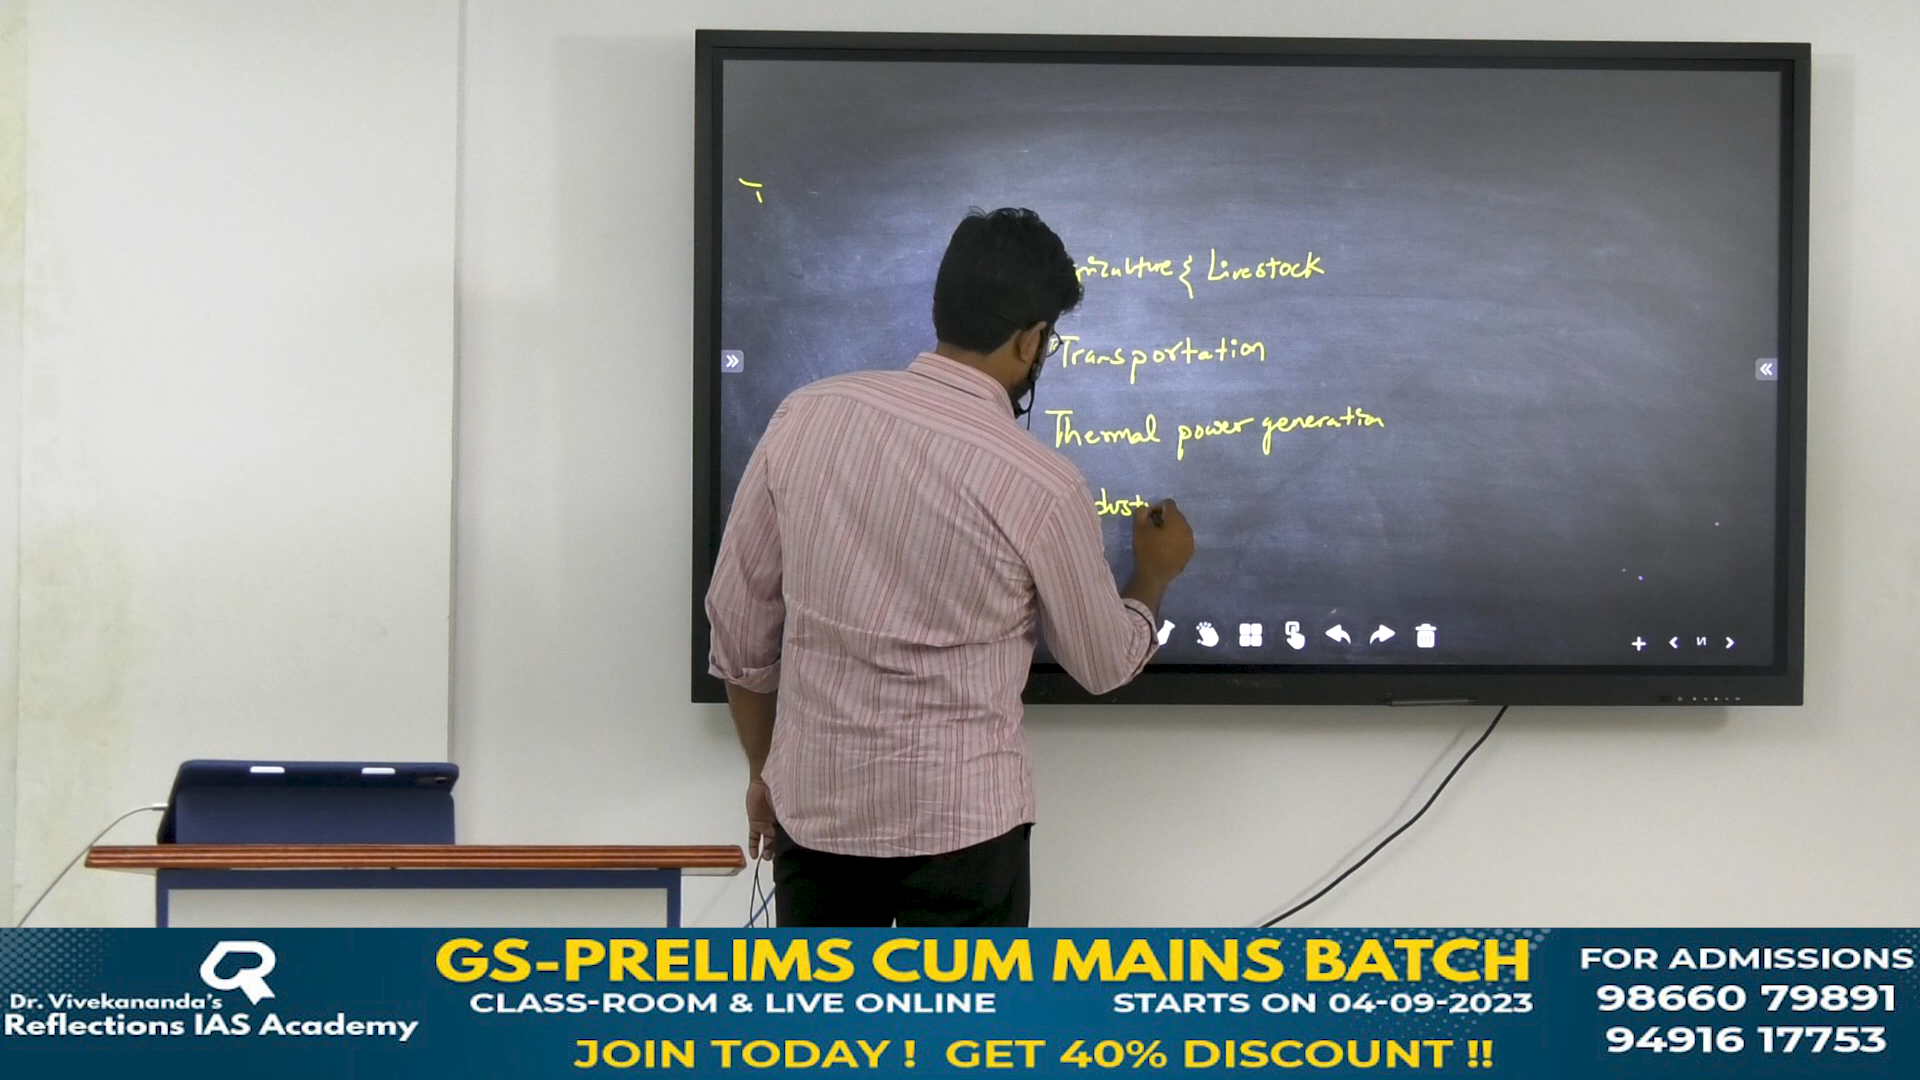 griculture & Livestock
Transportation
Thermal power generation
dust
GS-PRELIMS CUM MAINS BATCH
CLASS-ROOM & LIVE ONLINE STARTS ON 04-09-2023
JOIN TODAY ! GET 40% DISCOUNT !!
Dr. Vivekananda's
Reflections IAS Academy
FOR ADMISSIONS
98660 79891
94916 17753